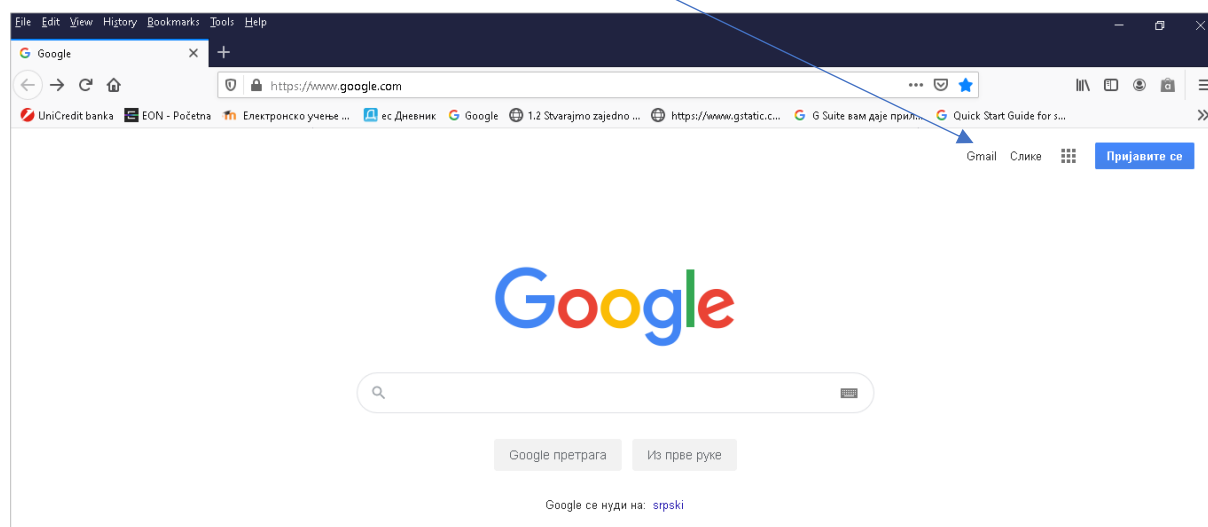 File Edit View History Bookmarks Tools Help
Google
https://www.google.com
UniCredit banka EON - Početna Електронско учење ... ес Дневник Google 1.2 Stvarajmo zajedno ... https://www.gstatic.c... G Suite вам даје прил... Quick Start Guide for s...
Gmail Слике Пријавите се
Google
Google претрага Из прве руке
Google се нуди на: srpski